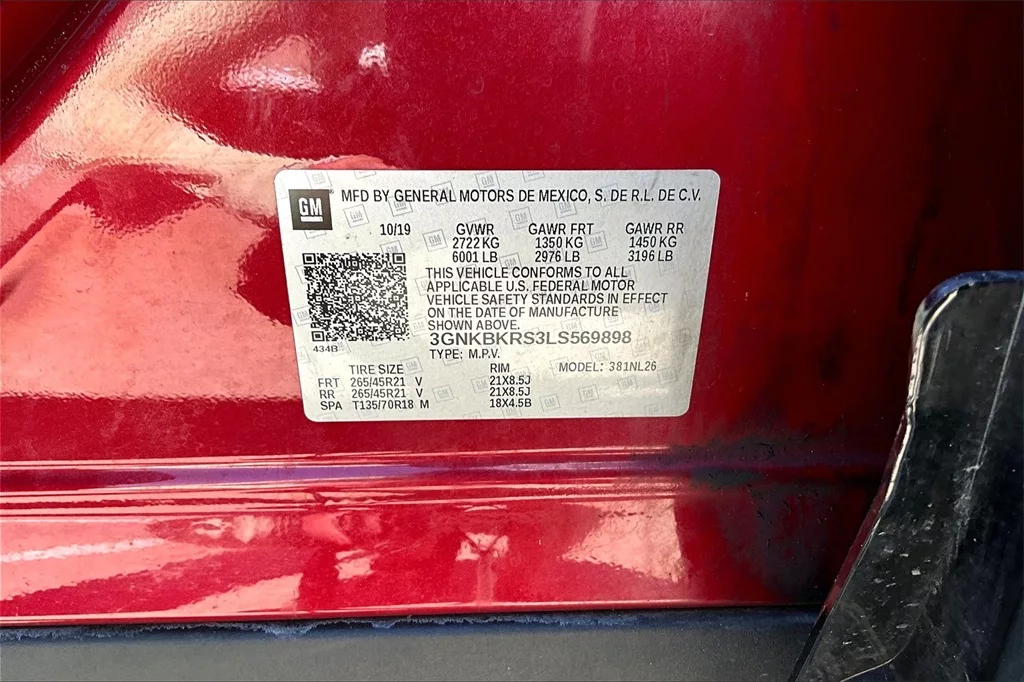 GM
MFD BY GENERAL MOTORS DE MEXICO, S. DE R.L. DE C.V.
10/19 GVWR GAWR FRT GAWR RR
2722 KG 1350 KG 1450 KG
6001 LB 2976 LB 3196 LB
THIS VEHICLE CONFORMS TO ALL
APPLICABLE U.S. FEDERAL MOTOR
VEHICLE SAFETY STANDARDS IN EFFECT
ON THE DATE OF MANUFACTURE
SHOWN ABOVE.
3GNKBKRS3LS569898
434B
TYPE: M.P.V. MODEL: 381NL26
TIRE SIZE RIM
FRT 265/45R21 V 21X8.5J
RR 265/45R21 V 21X8.5J
SPA T135/70R18 M 18X4.5B